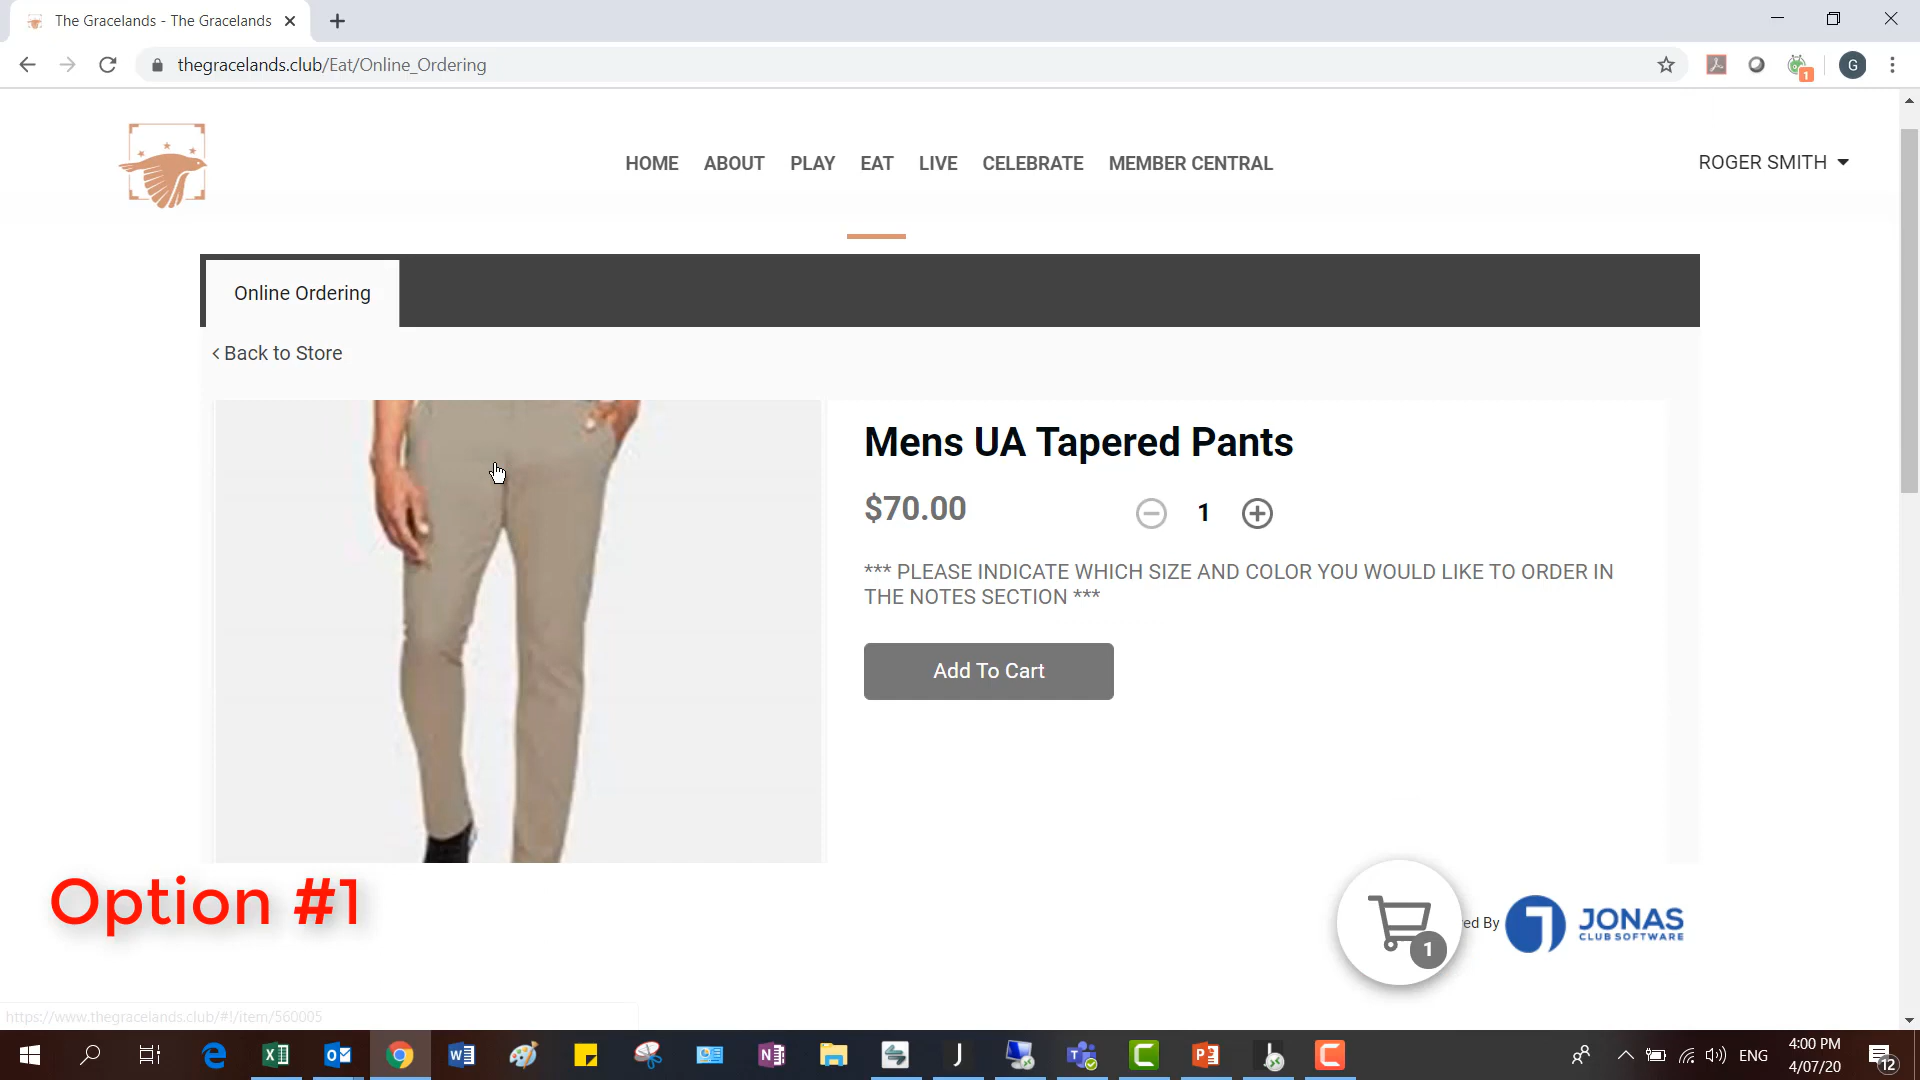 The Gracelands - The Gracelands
thegracelands.club/Eat/Online_Ordering
G
1
HOME ABOUT PLAY EAT LIVE CELEBRATE MEMBER CENTRAL
ROGER SMITH
Online Ordering
Back to Store
Mens UA Tapered Pants
$70.00
1
*** PLEASE INDICATE WHICH SIZE AND COLOR YOU WOULD LIKE TO ORDER IN
THE NOTES SECTION ***
Add To Cart
Option #1
1
ed By
JONAS
CLUB SOFTWARE
https://www.thegracelands.club/#!/item/560005
ENG
4:00 PM
4/07/20
12